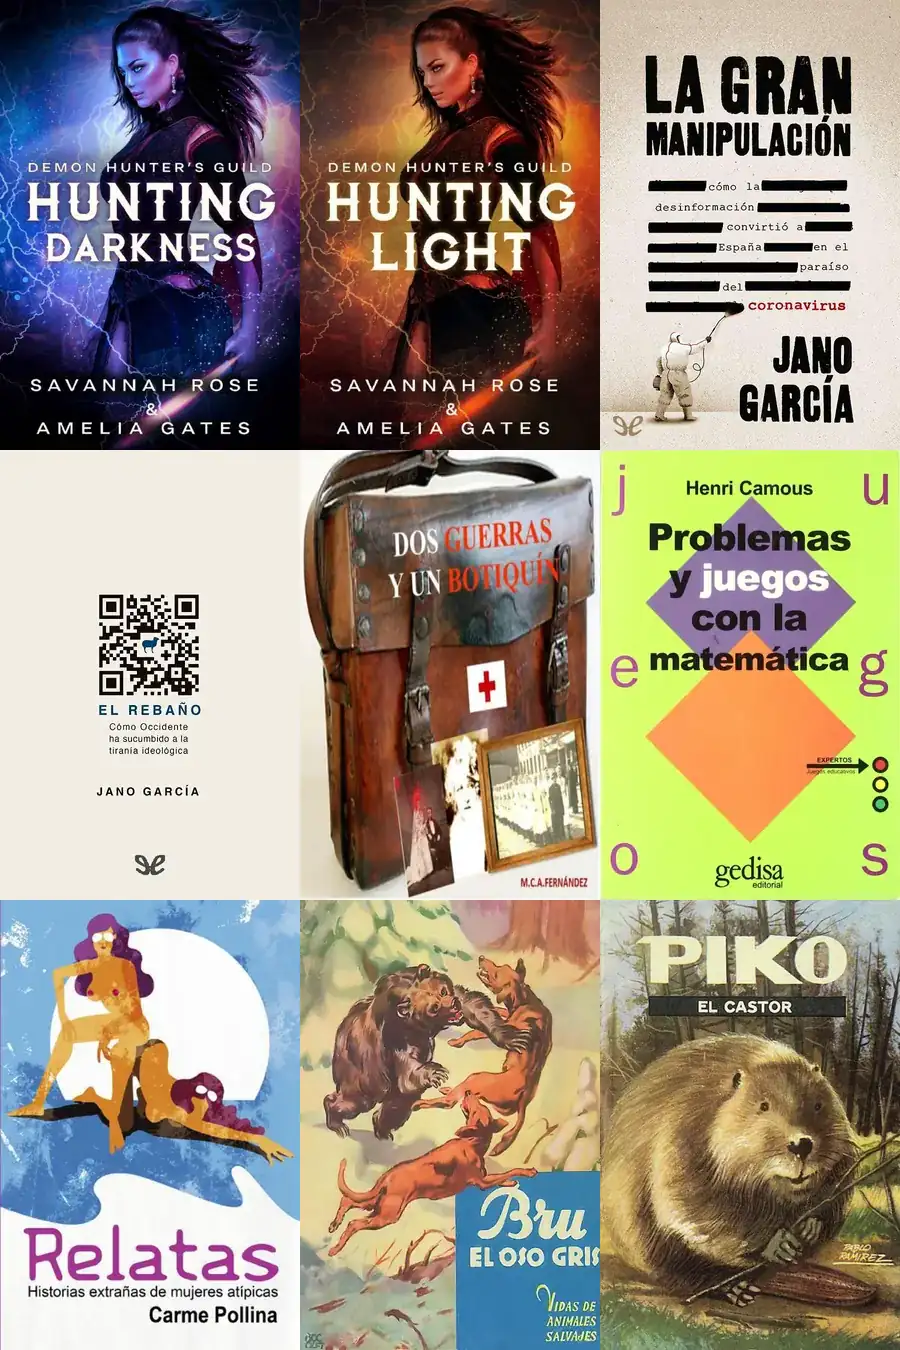 DEMON HUNTER'S GUILD
HUNTING
DARKNESS
SAVANNAH ROSE
&
AMELIA GATES
DEMON HUNTER'S GUILD
HUNTING
LIGHT
SAVANNAH ROSE
&
AMELIA GATES
LA GRAN
MANIPULACIÓN
cómo la
desinformación
convirtió a
España en el
paraíso
del
coronavirus
JANO
GARCÍA
EL REBAÑO
Cómo Occidente
ha sucumbido a la
tiranía ideológica
JANO GARCÍA
DOS GUERRAS
Y UN BOTIQUÍN
M.C.A.FERNÁNDEZ
j u
Henri Camous
Problemas
y juegos
con la
matemática
e g
EXPERTOS
Juegos educativos
o s
gedisa
editorial
Relatas
Historias extrañas de mujeres atípicas
Carme Pollina
Bru
EL OSO GRIS
VIDAS DE
ANIMALES
SALVAJES
PIKO
EL CASTOR
PABLO
RAMIREZ